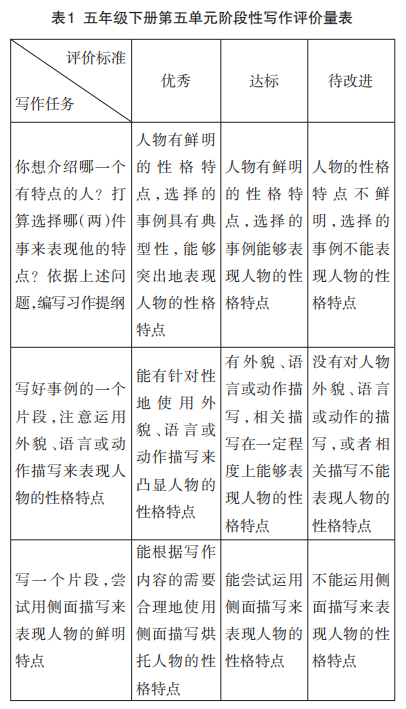 表1 五年级下册第五单元阶段性写作评价量表
评价标准
写作任务
优秀
达标
待改进
你想介绍哪一个
有特点的人？打
算选择哪(两)件
事来表现他的特
点？依据上述问
题,编写习作提纲
人物有鲜明
的性格特
点,选择的
事例具有典
型性,能够
突出地表现
人物的性格
特点
人物有鲜明
的性格特
点,选择的
事例能够表
现人物的性
格特点
人物的性格
特点不鲜
明,选择的
事例不能表
现人物的性
格特点
写好事例的一个
片段,注意运用
外貌、语言或动
作描写来表现人
物的性格特点
能有针对性
地使用外
貌、语言或
动作描写来
凸显人物的
性格特点
有外貌、语
言或动作描
写,相关描
写在一定程
度上能够表
现人物的性
格特点
没有对人物
外貌、语言
或动作的描
写,或者相
关描写不能
表现人物的
性格特点
写一个片段,尝
试用侧面描写来
表现人物的鲜明
特点
能根据写作
内容的需要
合理地使用
侧面描写烘
托人物的性
格特点
能尝试运用
侧面描写来
表现人物的
性格特点
不能运用侧
面描写来表
现人物的性
格特点